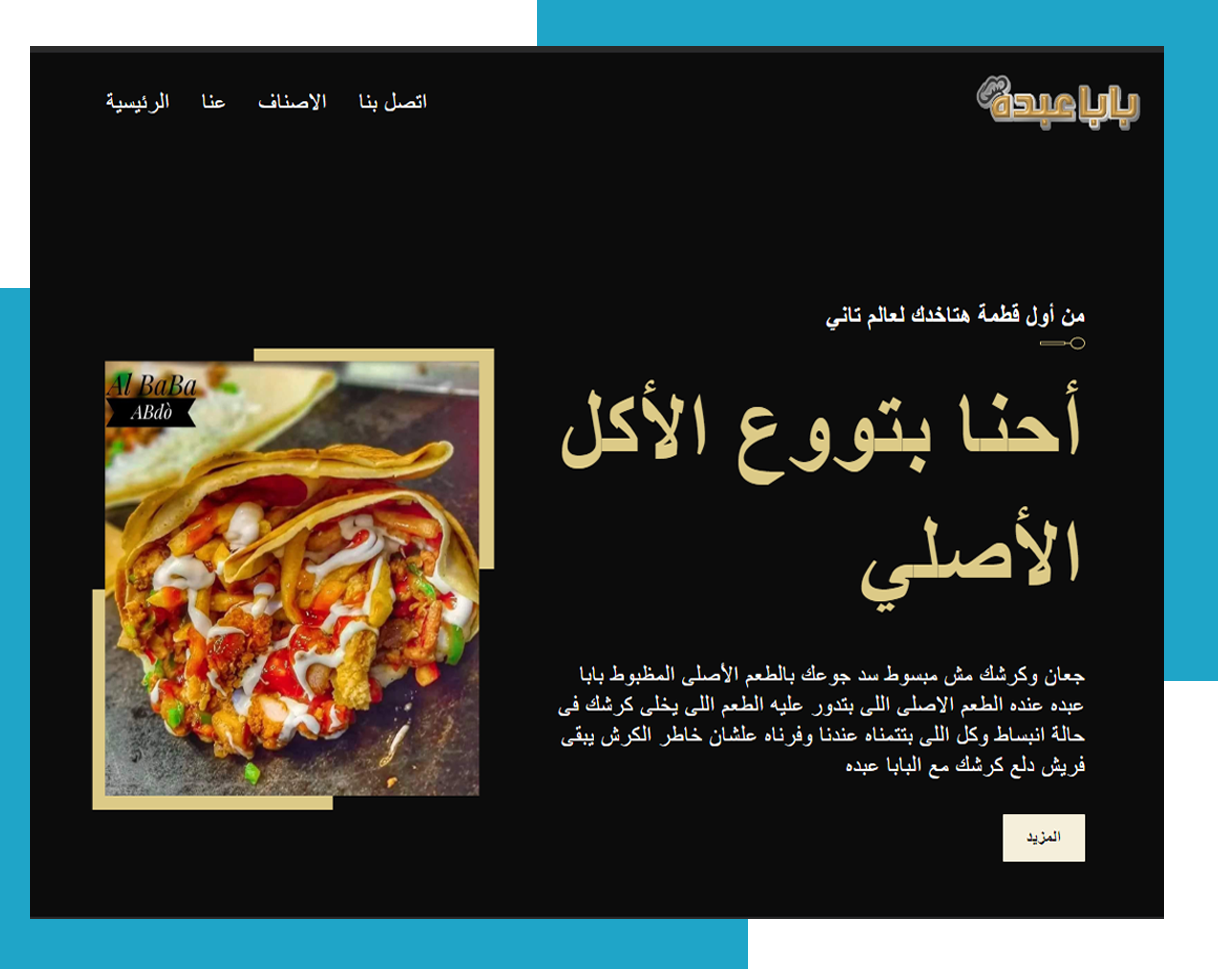 بابا عبده
الرئيسية عنا الاصناف اتصل بنا
من أول قطمة هتاخدك لعالم تاني
أحنا بتووع الأكل
الأصلي
جعان وكرشك مش مبسوط سد جوعك بالطعم الأصلى المظبوط بابا
عبده عنده الطعم الاصلى اللى بتدور عليه الطعم اللى يخلى كرشك فى
حالة انبساط وكل اللى بتتمناه عندنا وفرناه علشان خاطر الكرش يبقى
فريش دلع كرشك مع البابا عبده
المزيد
Al BaBa
ABdò